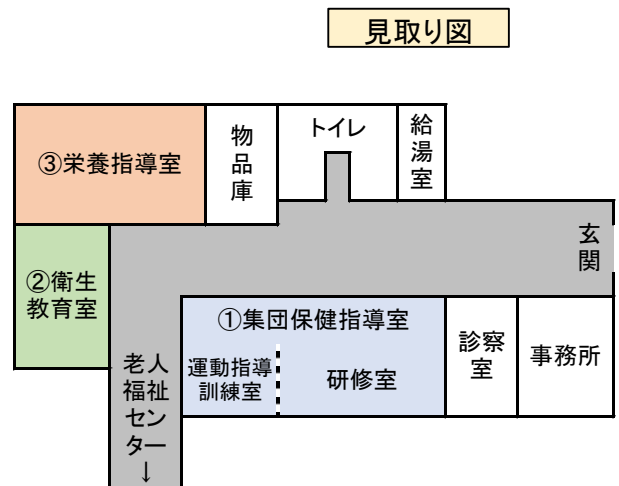 見取り図
③栄養指導室
物
品
庫
トイレ
給
湯
室
玄
関
②衛生
教育室
①集団保健指導室
運動指導
訓練室
研修室
診察
室
事務所
老人
福祉
セン
ター
↓